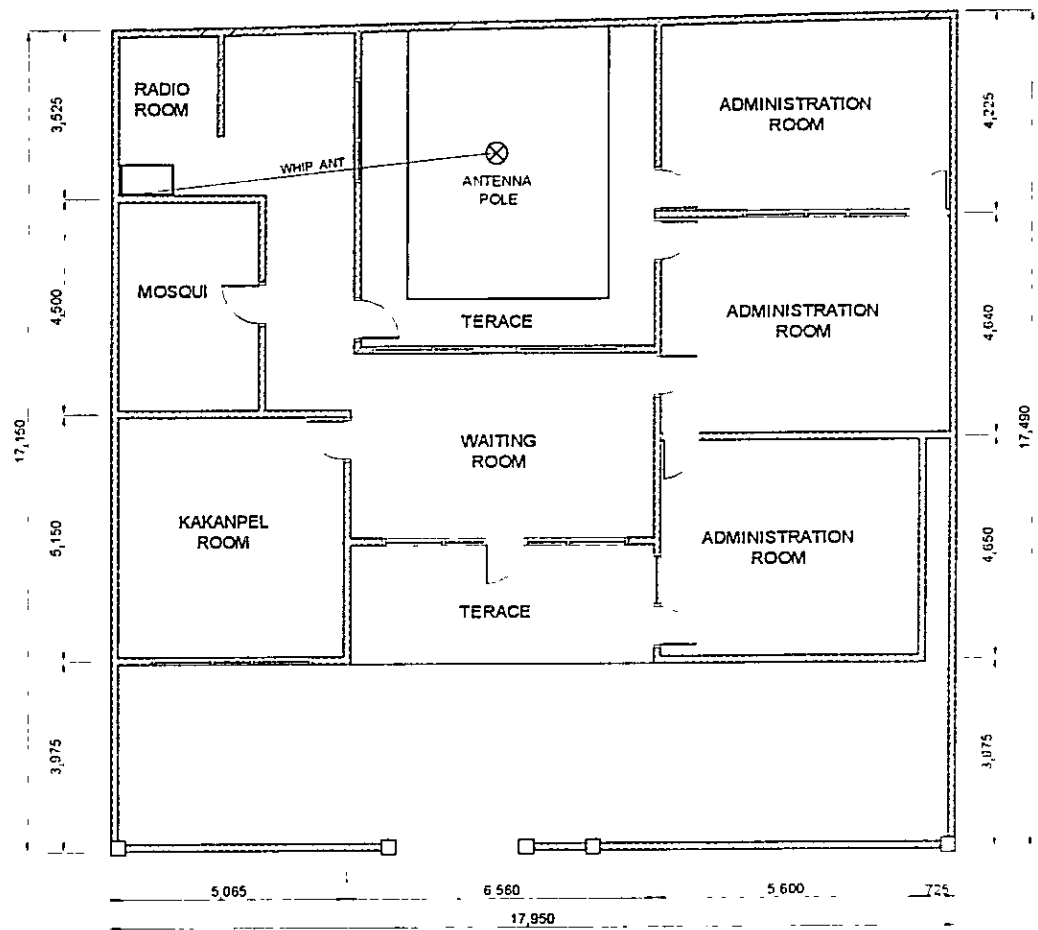 RADIO
ROOM
WHIP ANT
ANTENNA
POLE
ADMINISTRATION
ROOM
MOSQUI
TERACE
ADMINISTRATION
ROOM
WAITING
ROOM
KAKANPEL
ROOM
ADMINISTRATION
ROOM
TERACE
3,525
4,500
5,150
3,975
17,150
4,225
4,640
4,650
17,490
5,065
6,560
5,600
725
17,950